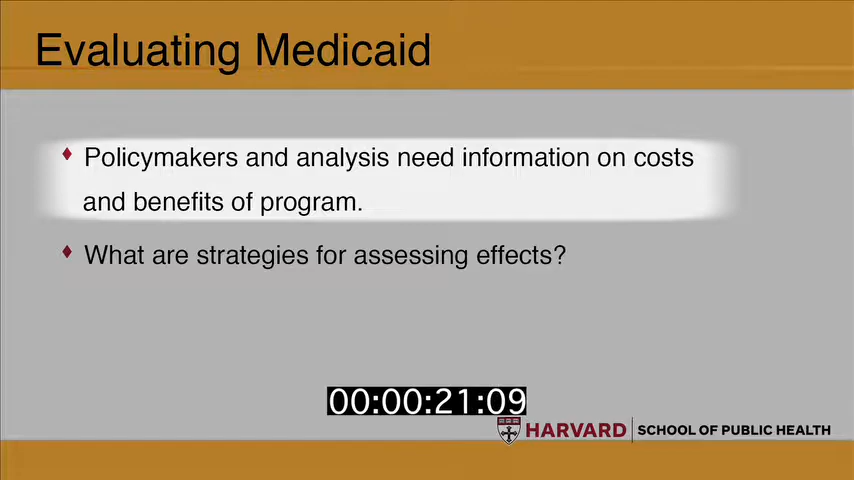 Evaluating Medicaid
Policymakers and analysis need information on costs
and benefits of program.
What are strategies for assessing effects?
00:00:21:09
HARVARD SCHOOL OF PUBLIC HEALTH